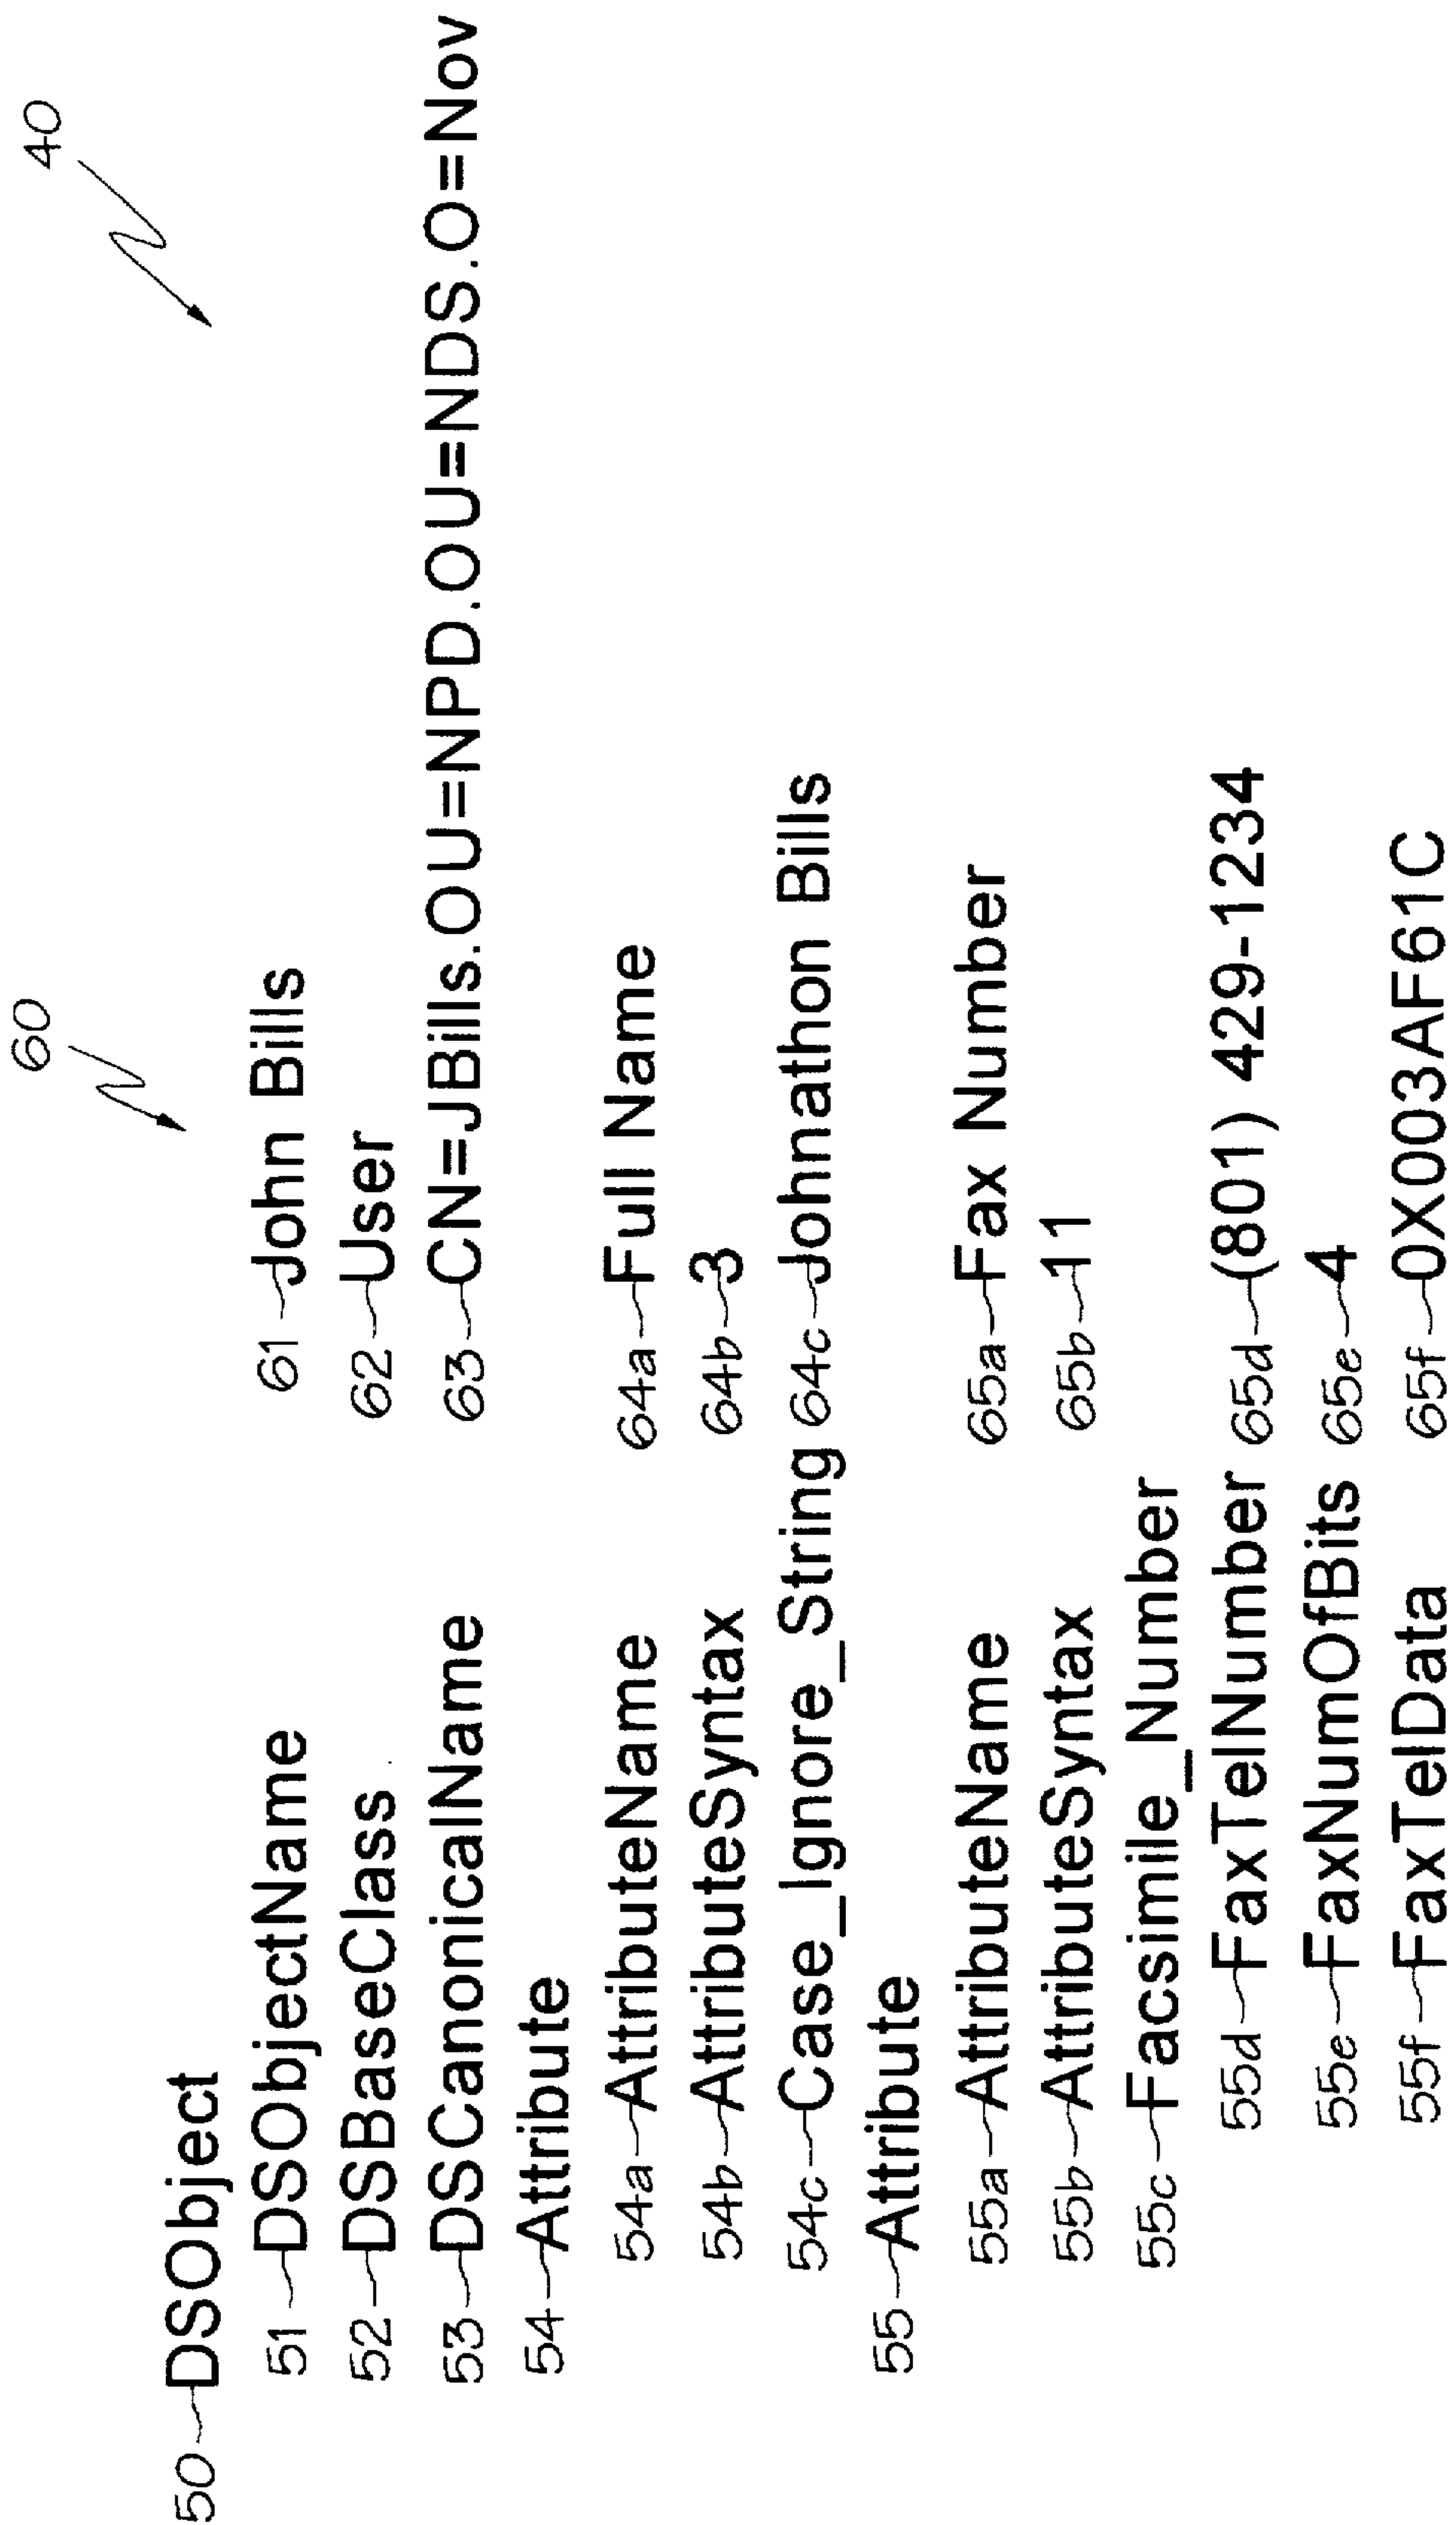 60
40
50 DSObject
51 DSObjectName 61 John Bills
52 DSBaseClass 62 User
53 DSCanonicalName 63 CN=JBills.OU=NPD.OU=NDS.O=Nov
54 Attribute
54a AttributeName 64a Full Name
54b AttributeSyntax 64b 3
54c Case_Ignore_String 64c Johnathon Bills
55 Attribute
55a AttributeName 65a Fax Number
55b AttributeSyntax 65b 11
55c Facsimile_Number
55d FaxTelNumber 65d (801) 429-1234
55e FaxNumOfBits 65e 4
55f FaxTelData 65f 0X003AF61C